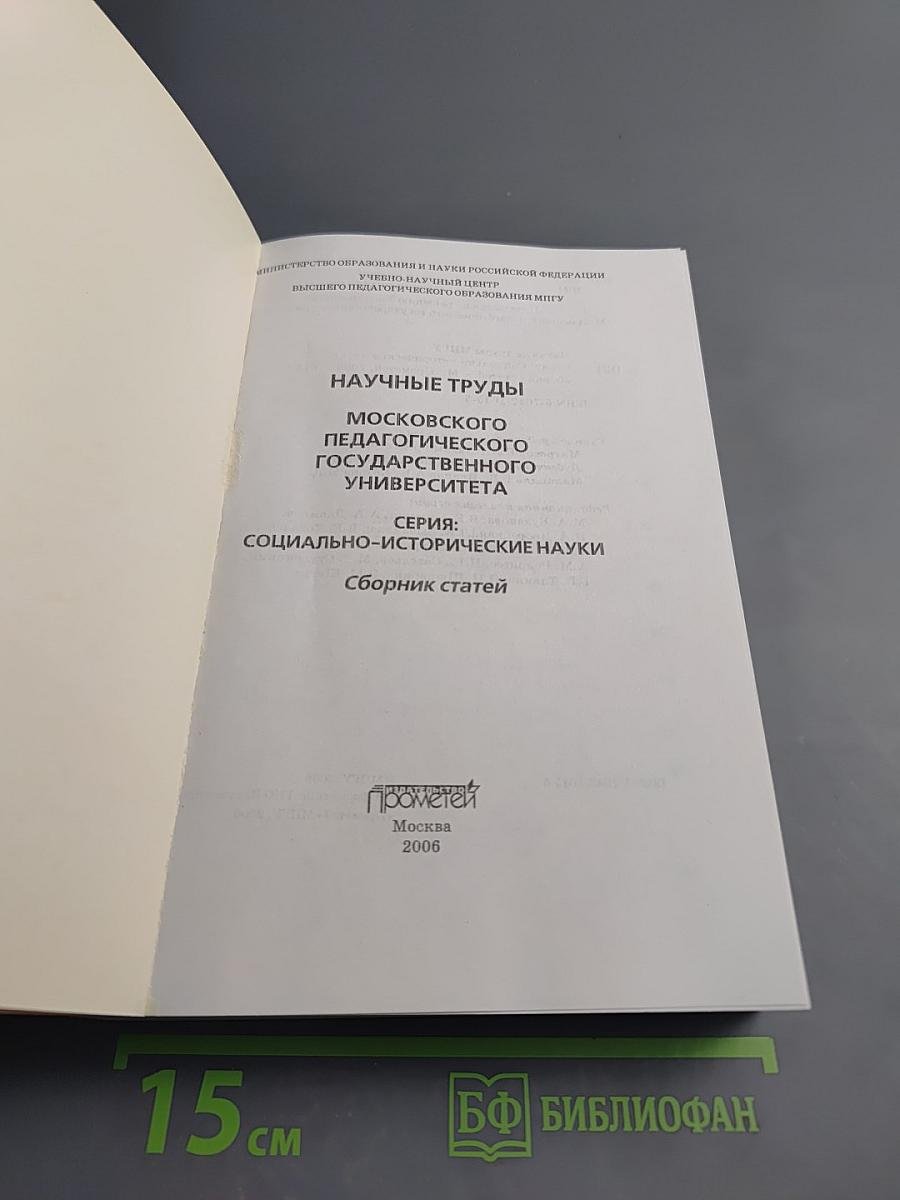 МИНИСТЕРСТВО ОБРАЗОВАНИЯ И НАУКИ РОССИЙСКОЙ ФЕДЕРАЦИИ
УЧЕБНО-НАУЧНЫЙ ЦЕНТР
ВЫСШЕГО ПЕДАГОГИЧЕСКОГО ОБРАЗОВАНИЯ МПГУ
НАУЧНЫЕ ТРУДЫ
МОСКОВСКОГО
ПЕДАГОГИЧЕСКОГО
ГОСУДАРСТВЕННОГО
УНИВЕРСИТЕТА
СЕРИЯ:
СОЦИАЛЬНО-ИСТОРИЧЕСКИЕ НАУКИ
Сборник статей
ИЗДАТЕЛЬСТВО
Прометей
Москва
2006
15 см
БФ БИБЛИОФАН